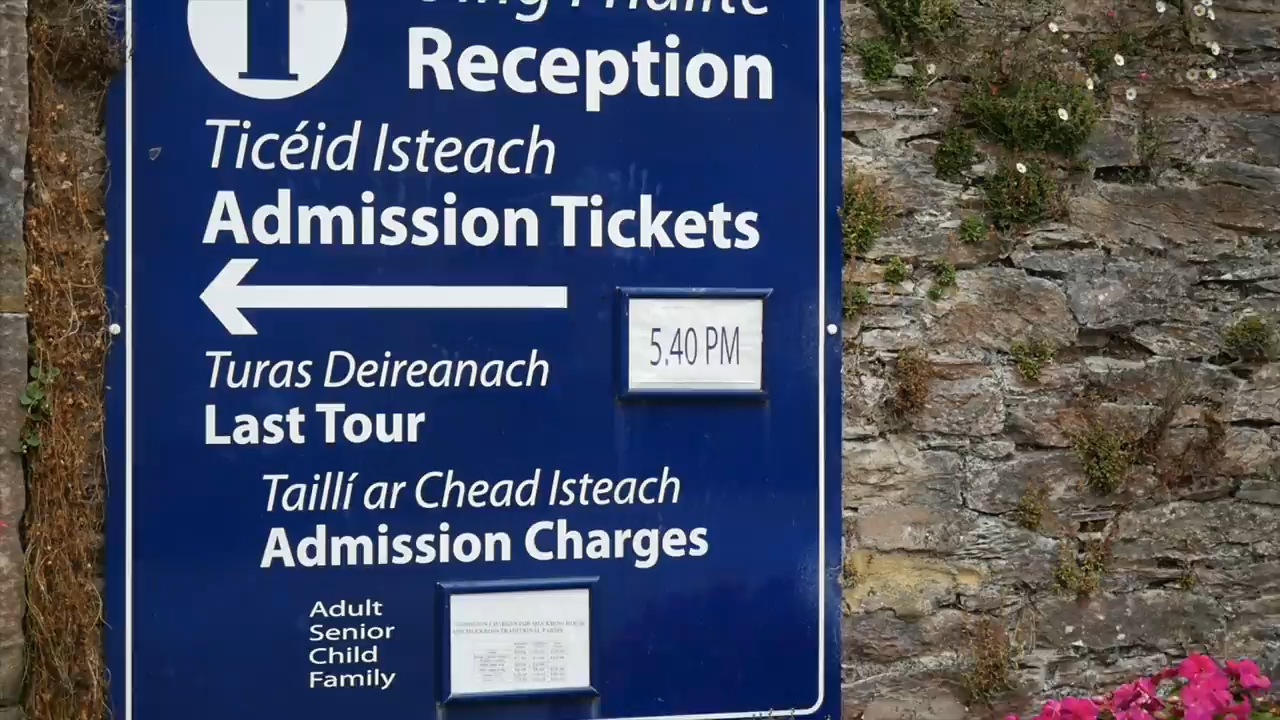 Reception
Ticéid Isteach
Admission Tickets
5.40 PM
Turas Deireanach
Last Tour
Taillí ar Chead Isteach
Admission Charges
Adult
Senior
Child
Family